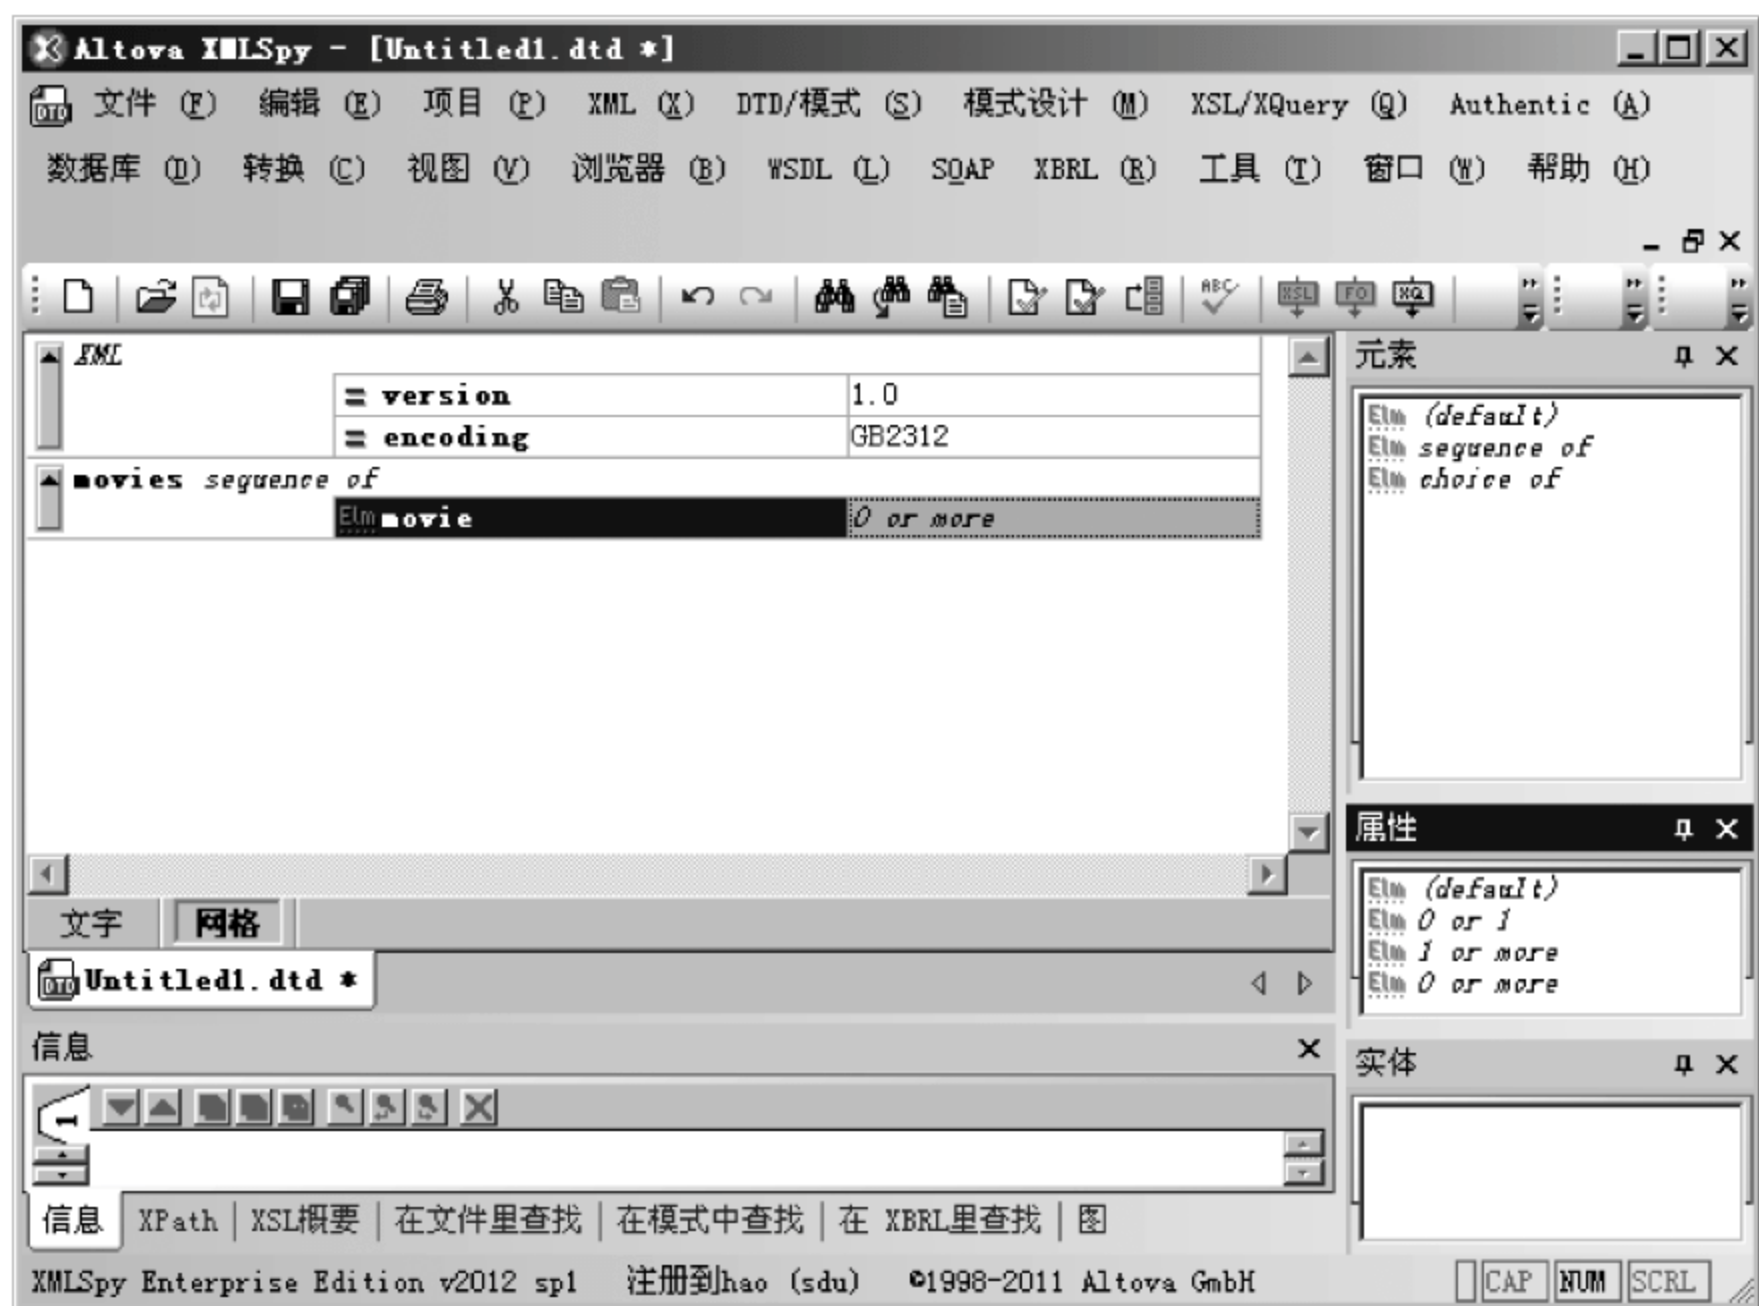 Altova XMLSpy - [Untitled1.dtd *]
文件 (F) 编辑 (E) 项目 (P) XML (X) DTD/模式 (S) 模式设计 (M) XSL/XQuery (Q) Authentic (A)
数据库 (D) 转换 (C) 视图 (V) 浏览器 (B) WSDL (L) SOAP XBRL (R) 工具 (T) 窗口 (W) 帮助 (H)
ABC XSL FO XQ
XML
= version 1.0
= encoding GB2312
movies sequence of
Elm movie 0 or more
文字 网格
DTD Untitled1.dtd *
信息
1
信息 XPath XSL概要 在文件里查找 在模式中查找 在 XBRL里查找 图
元素
Elm (default)
Elm sequence of
Elm choice of
属性
Elm (default)
Elm 0 or 1
Elm 1 or more
Elm 0 or more
实体
XMLSpy Enterprise Edition v2012 sp1 注册到hao (sdu) ©1998-2011 Altova GmbH CAP NUM SCRL